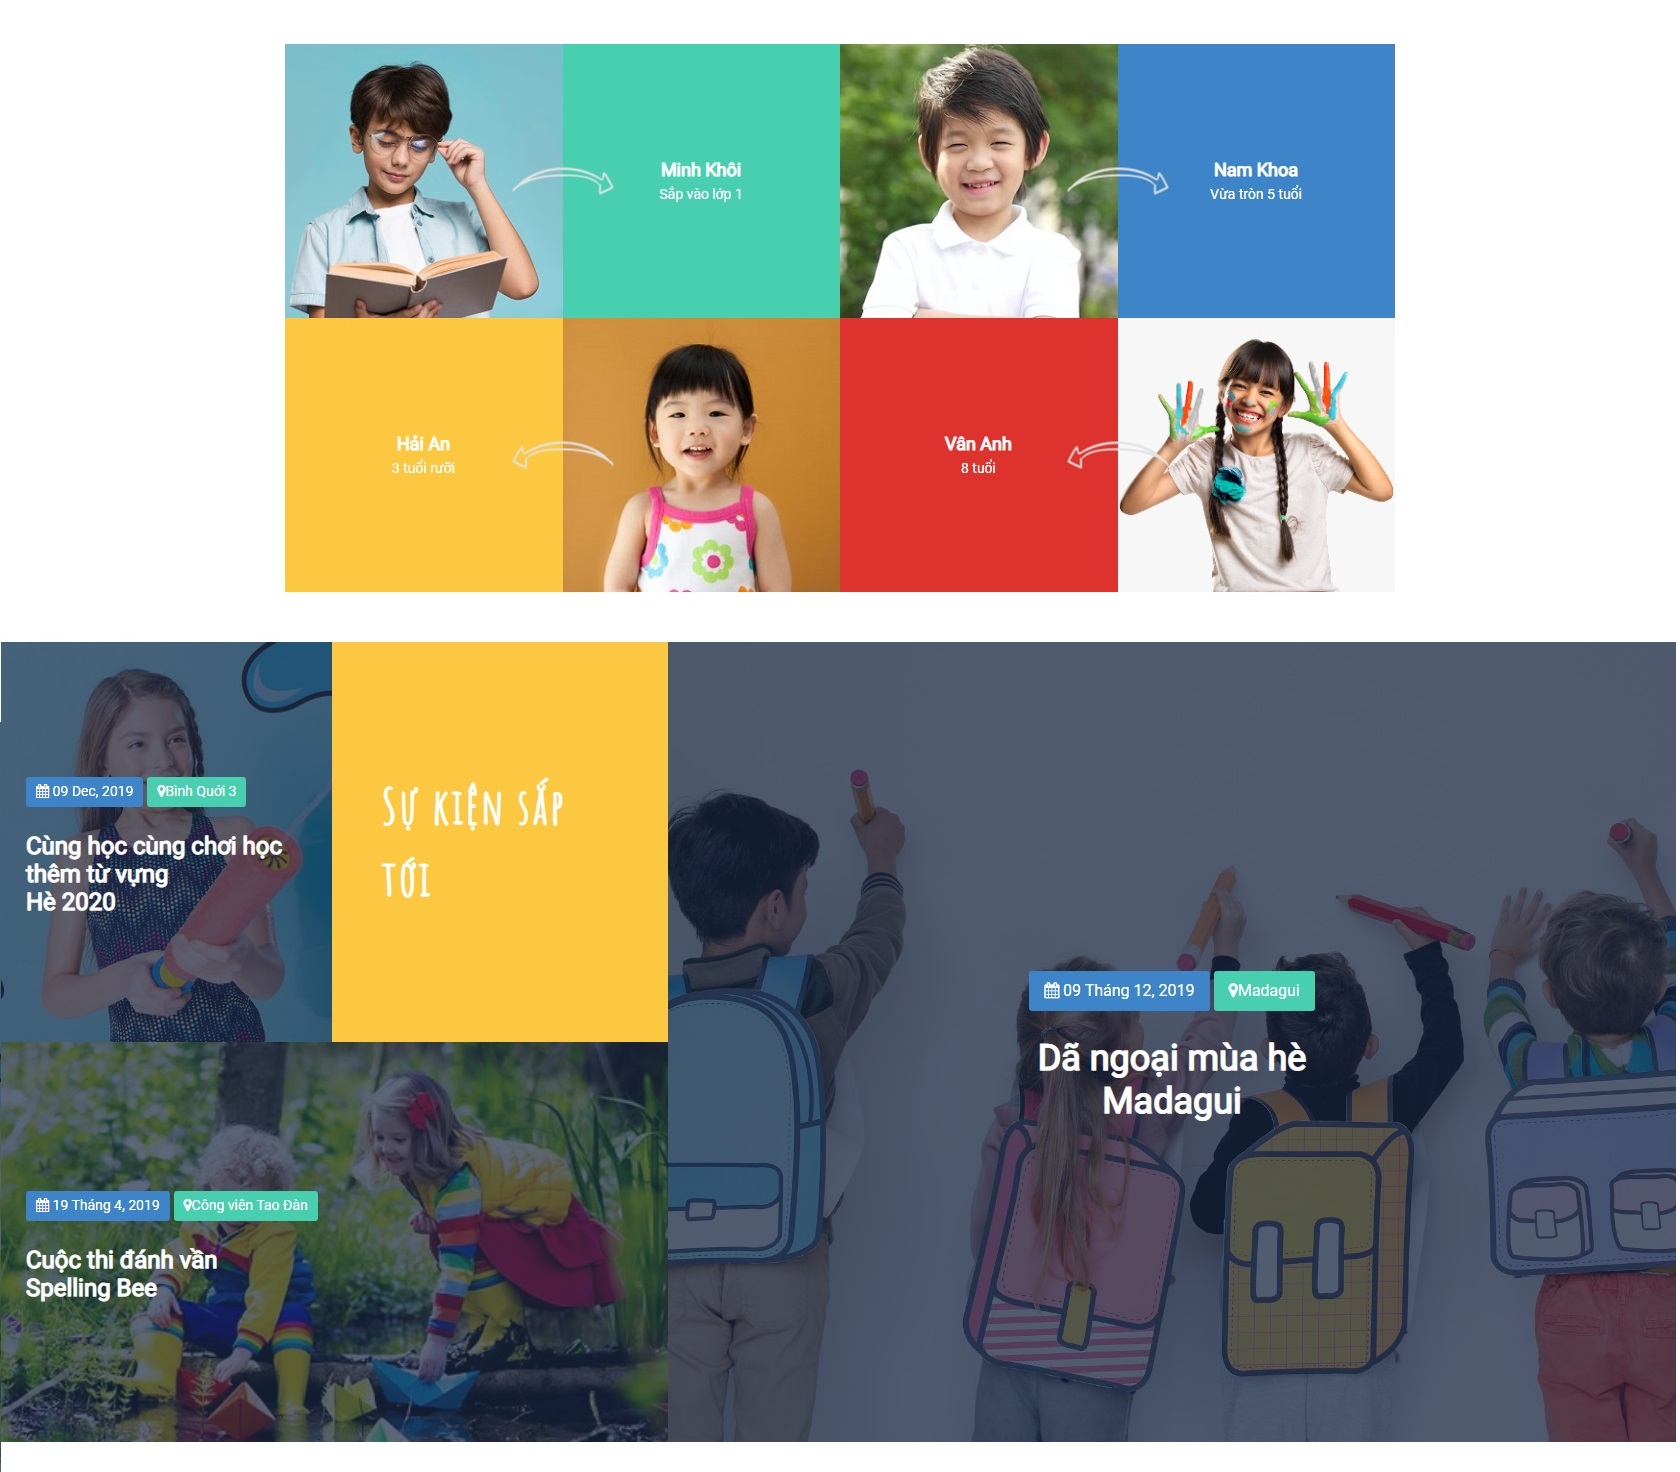 Minh Khôi
Sắp vào lớp 1
Nam Khoa
Vừa tròn 5 tuổi
Hải An
3 tuổi rưỡi
Vân Anh
8 tuổi
09 Dec, 2019 Bình Quới 3
Cùng học cùng chơi học
thêm từ vựng
Hè 2020
Sự kiện sắp
tới
09 Tháng 12, 2019 Madagui
Dã ngoại mùa hè
Madagui
19 Tháng 4, 2019 Công viên Tao Đàn
Cuộc thi đánh vần
Spelling Bee